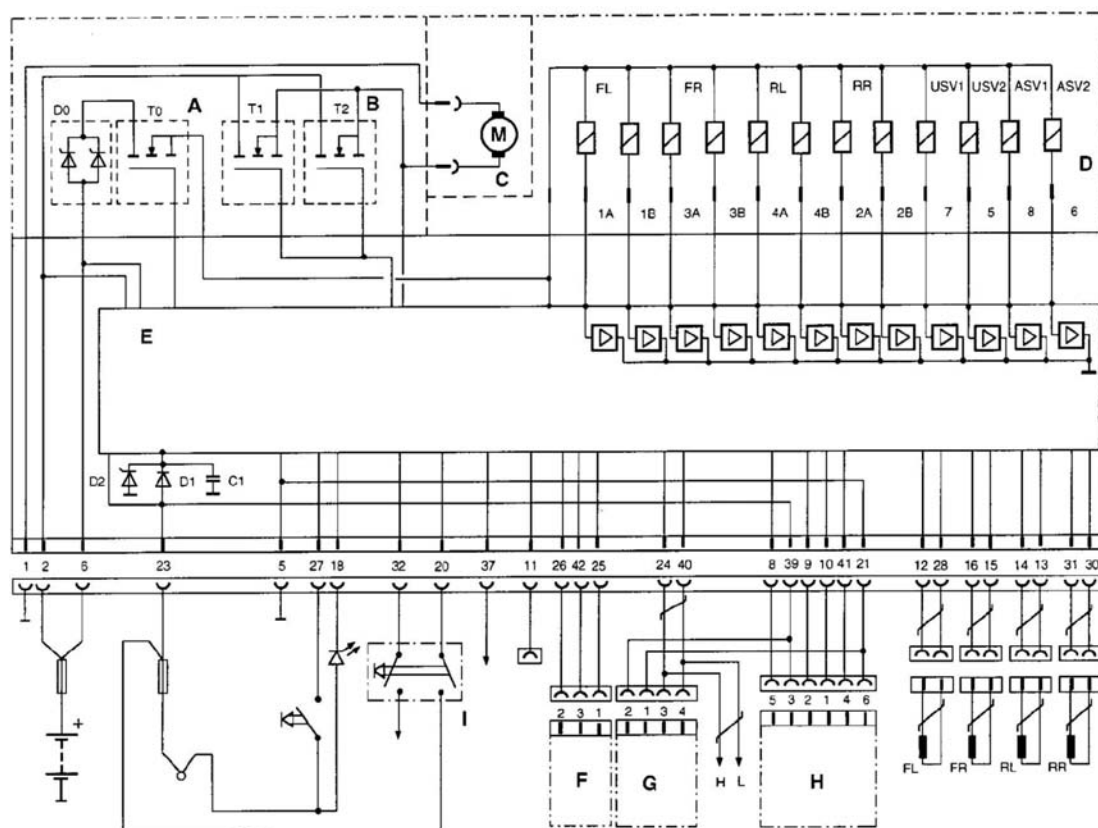 FL FR RL RR USV1 USV2 ASV1 ASV2
D0 T0 A T1 T2 B
M
C
D
1A 1B 3A 3B 4A 4B 2A 2B 7 5 8 6
E
D2 D1 C1
1 2 6 23 5 27 18 32 20 37 11 26 42 25 24 40 8 39 9 10 41 21 12 28 16 15 14 13 31 30
5 3 2 1 4 6
2 3 1 2 1 3 4
I
+
F G H L H
FL FR RL RR